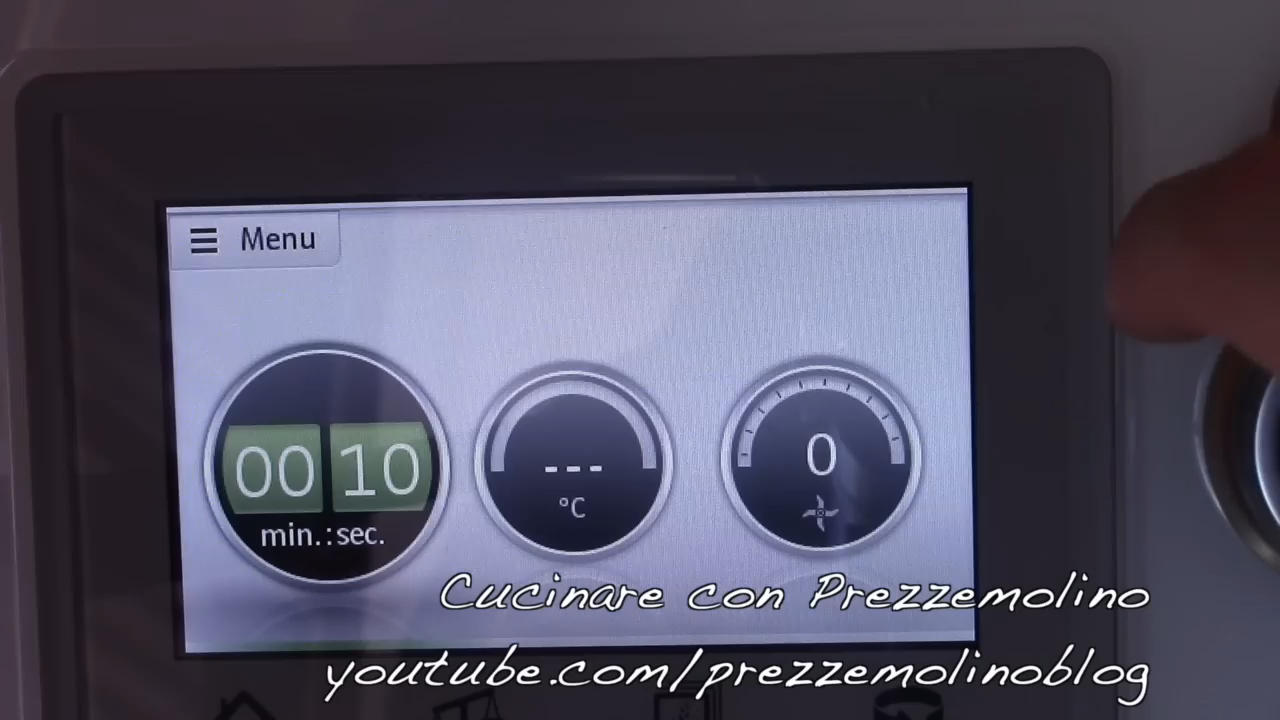 Menu
00 10
min.:sec.
---
°C
0
Cucinare con Prezzemolino
youtube.com/prezzemolinoblog